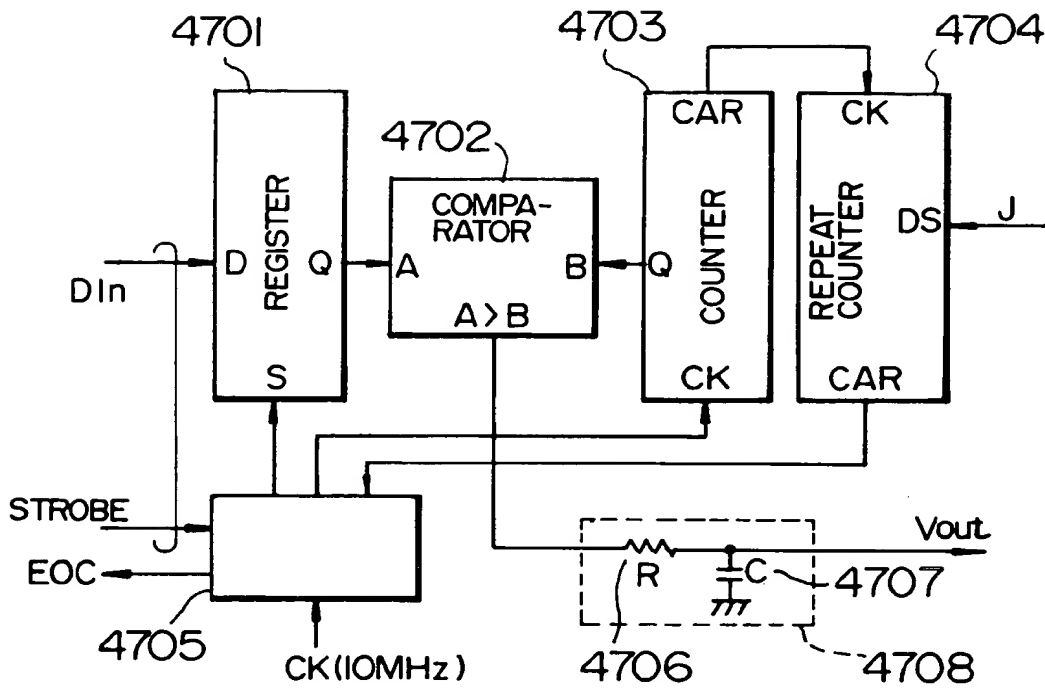 4701
4703
4704
4702
CAR
CK
COMPA-
RATOR
REGISTER
COUNTER
REPEAT
COUNTER
DS
J
DIn
D
Q
A
B
Q
A>B
S
CK
CAR
STROBE
EOC
Vout
R
C
4707
4705
CK(10MHz)
4706
4708